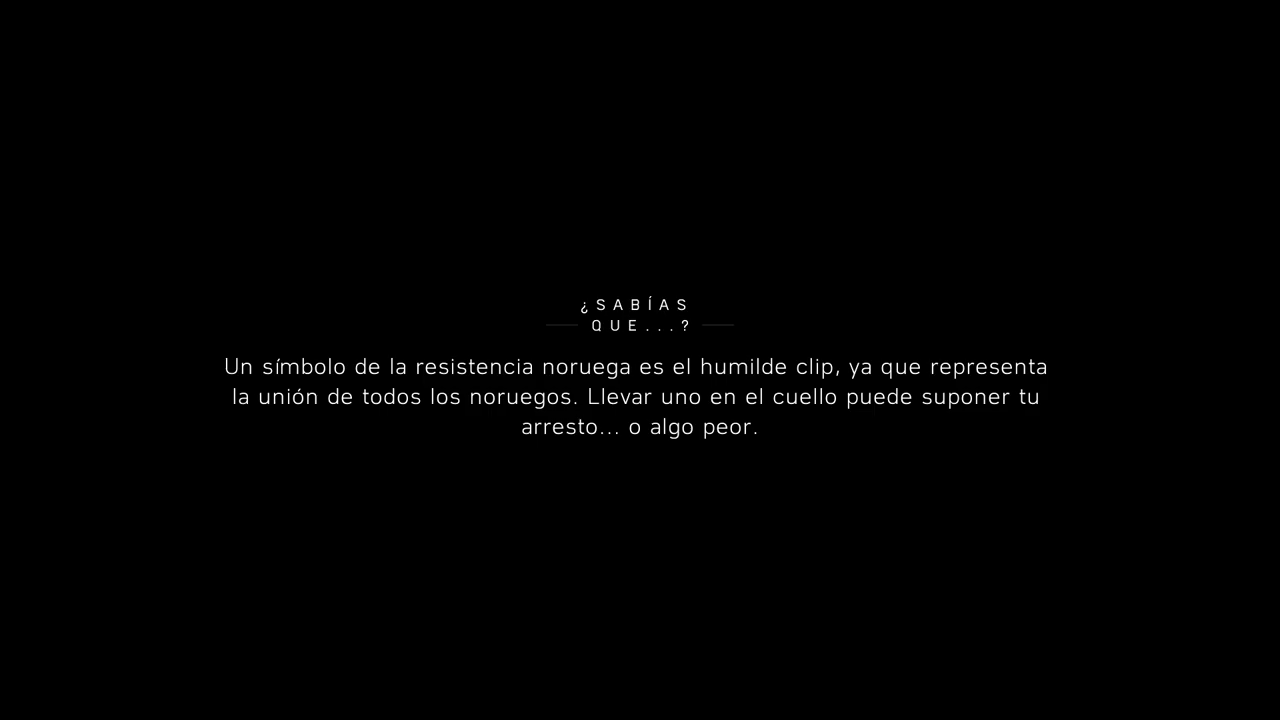 ¿SABÍAS
QUE...?
Un símbolo de la resistencia noruega es el humilde clip, ya que representa
la unión de todos los noruegos. Llevar uno en el cuello puede suponer tu
arresto... o algo peor.